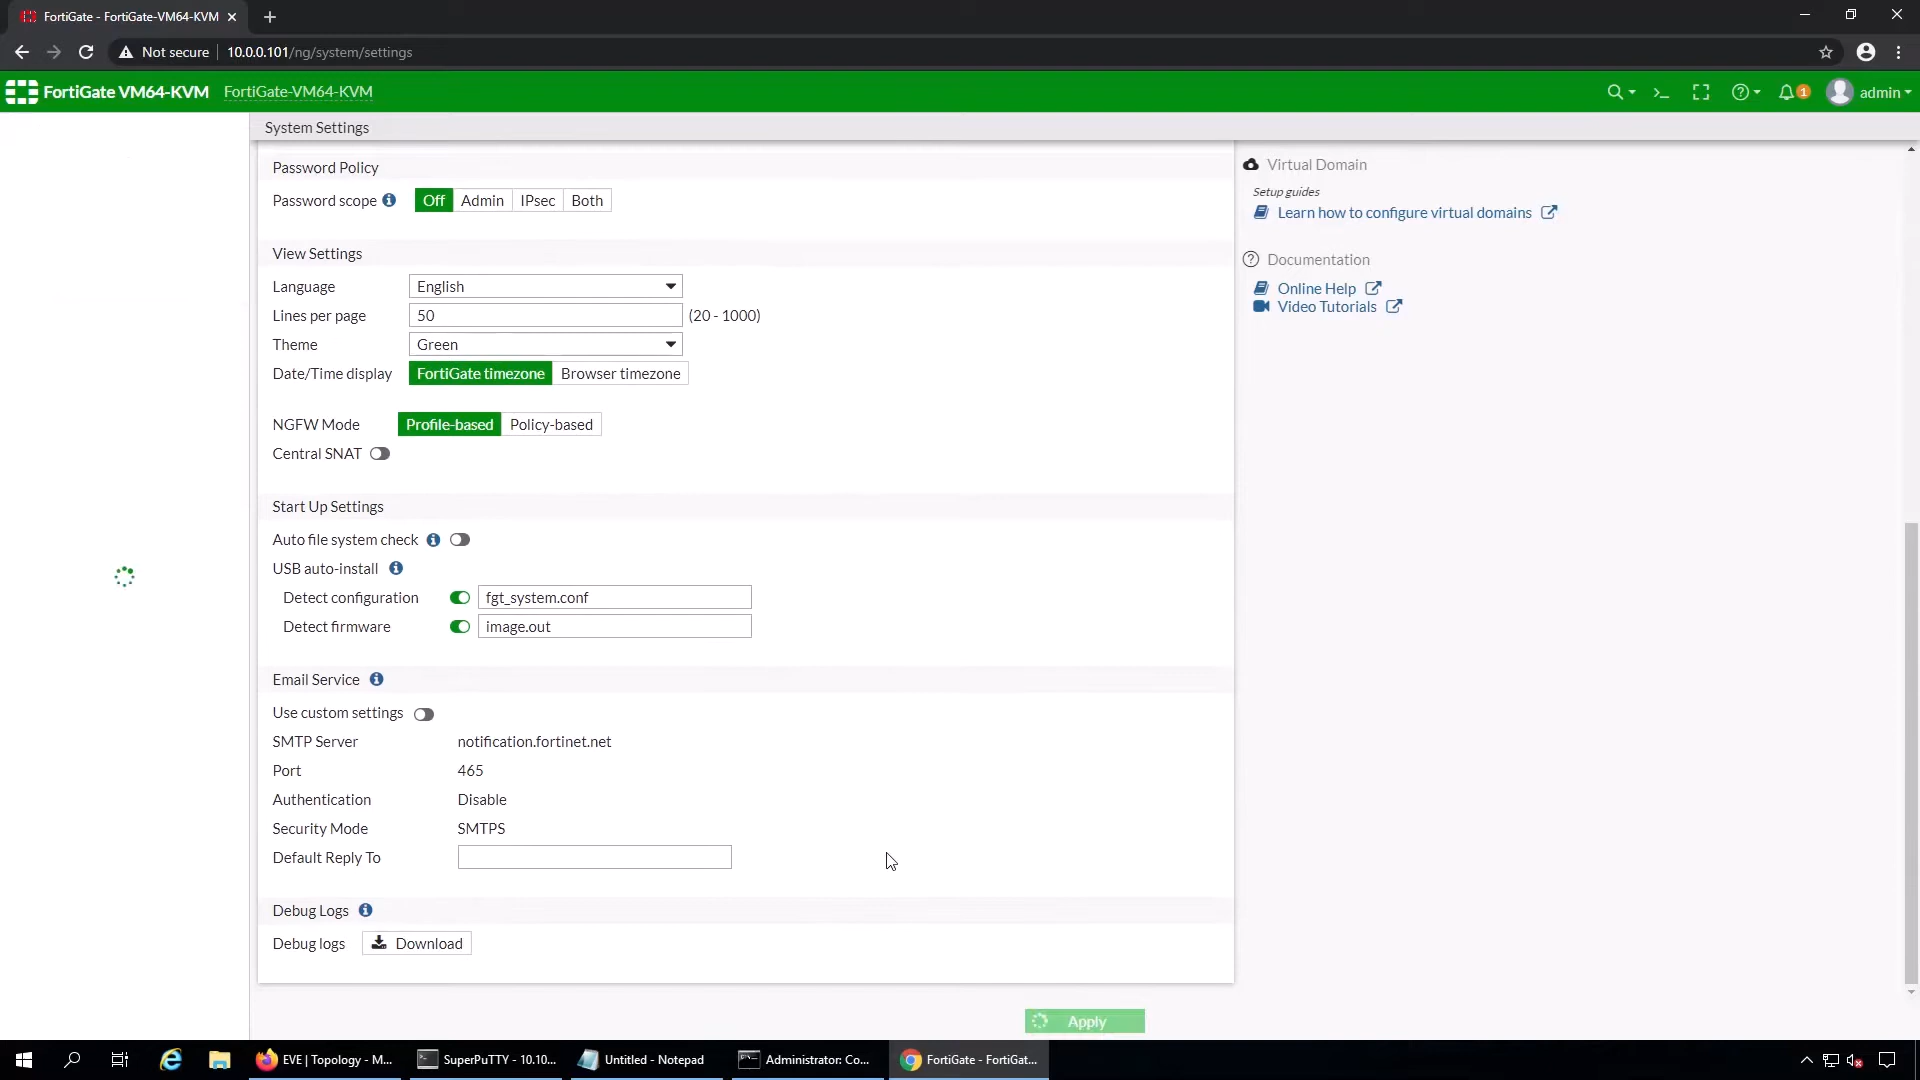 FortiGate - FortiGate-VM64-KVM
Not secure 10.0.0.101/ng/system/settings
FortiGate VM64-KVM FortiGate-VM64-KVM 1 admin
System Settings
Password Policy
Password scope Off Admin IPsec Both
View Settings
Language English
Lines per page 50 (20 - 1000)
Theme Green
Date/Time display FortiGate timezone Browser timezone
NGFW Mode Profile-based Policy-based
Central SNAT
Start Up Settings
Auto file system check
USB auto-install
Detect configuration fgt_system.conf
Detect firmware image.out
Email Service
Use custom settings
SMTP Server notification.fortinet.net
Port 465
Authentication Disable
Security Mode SMTPS
Default Reply To
Debug Logs
Debug logs Download
Apply
Virtual Domain
Setup guides
Learn how to configure virtual domains
Documentation
Online Help
Video Tutorials
EVE | Topology - M... SuperPuTTY - 10.10... Untitled - Notepad Administrator: Co... FortiGate - FortiGat...